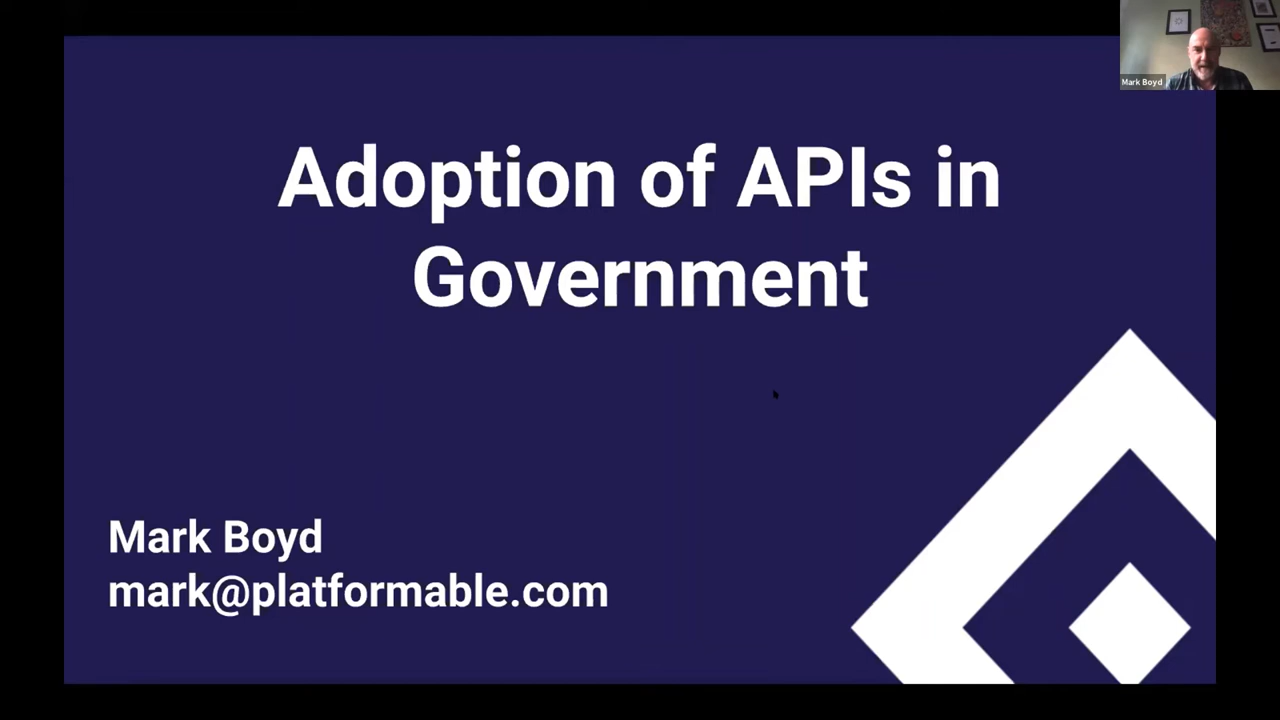 Adoption of APIs in
Government
Mark Boyd
mark@platformable.com
Mark Boyd